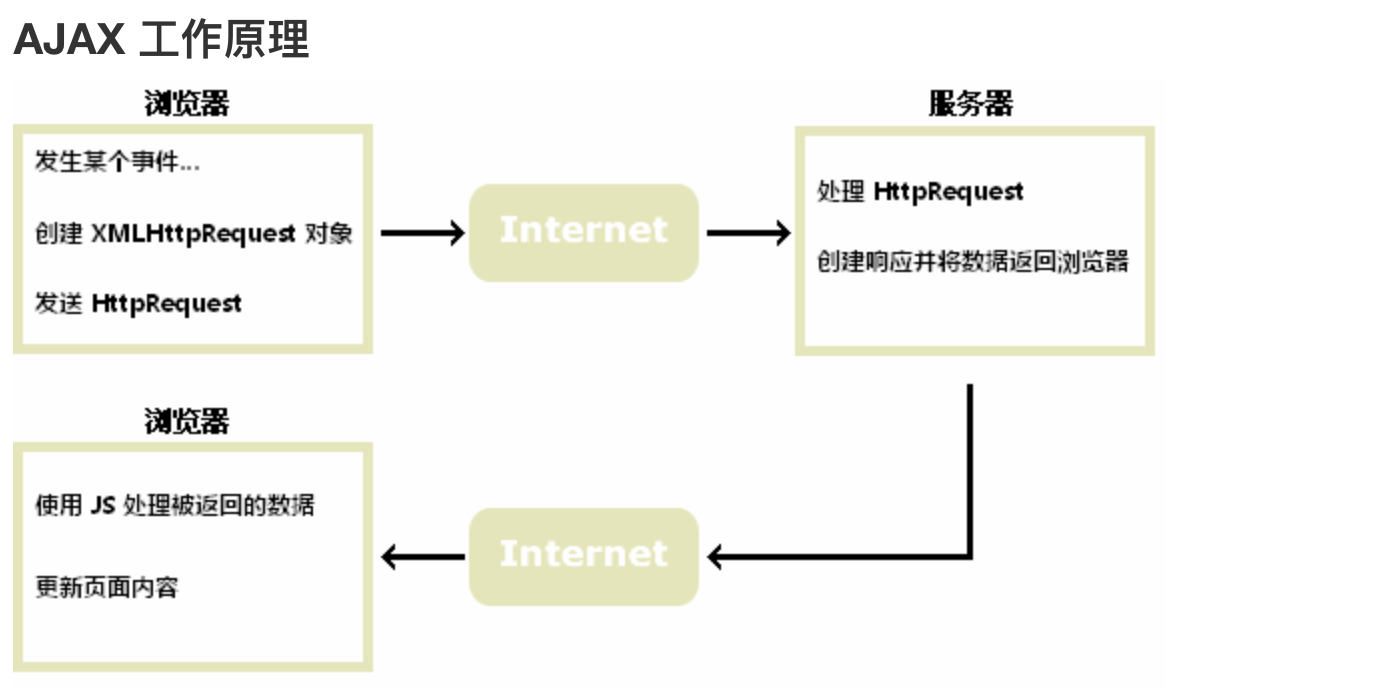 AJAX 工作原理
浏览器
发生某个事件...
创建 XMLHttpRequest 对象
发送 HttpRequest
Internet
服务器
处理 HttpRequest
创建响应并将数据返回浏览器
浏览器
使用 JS 处理被返回的数据
更新页面内容
Internet